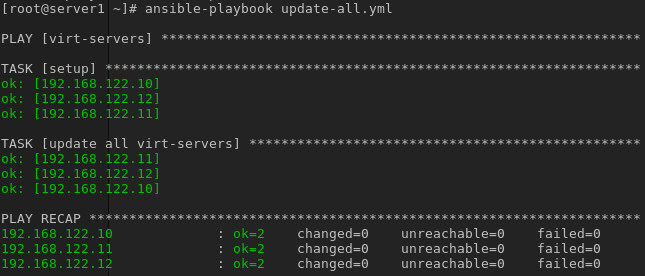 [root@server1 ~]# ansible-playbook update-all.yml
PLAY [virt-servers] ************************************************************
TASK [setup] *******************************************************************
ok: [192.168.122.10]
ok: [192.168.122.12]
ok: [192.168.122.11]
TASK [update all virt-servers] *************************************************
ok: [192.168.122.11]
ok: [192.168.122.12]
ok: [192.168.122.10]
PLAY RECAP *********************************************************************
192.168.122.10             : ok=2    changed=0    unreachable=0    failed=0
192.168.122.11             : ok=2    changed=0    unreachable=0    failed=0
192.168.122.12             : ok=2    changed=0    unreachable=0    failed=0